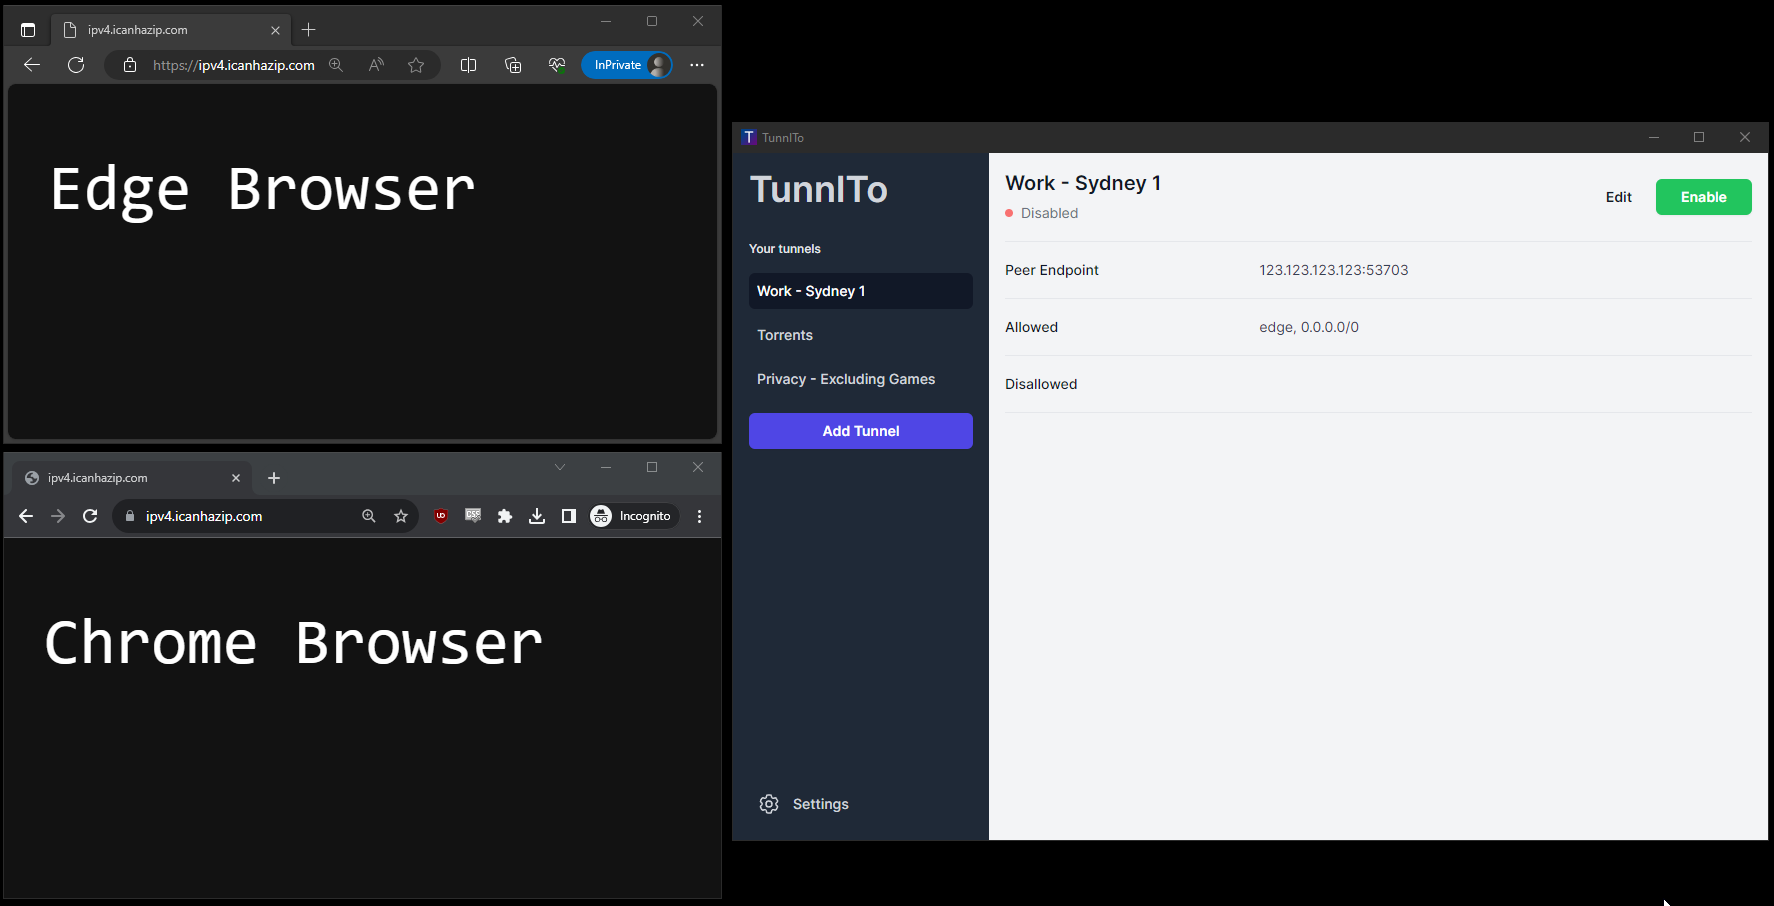 ipv4.icanhazip.com
https://ipv4.icanhazip.com
InPrivate
Edge Browser
ipv4.icanhazip.com
ipv4.icanhazip.com
Incognito
Chrome Browser
TunnlTo
TunnlTo
Your tunnels
Work - Sydney 1
Torrents
Privacy - Excluding Games
Add Tunnel
Settings
Work - Sydney 1
Disabled
Edit
Enable
Peer Endpoint 123.123.123.123:53703
Allowed edge, 0.0.0.0/0
Disallowed